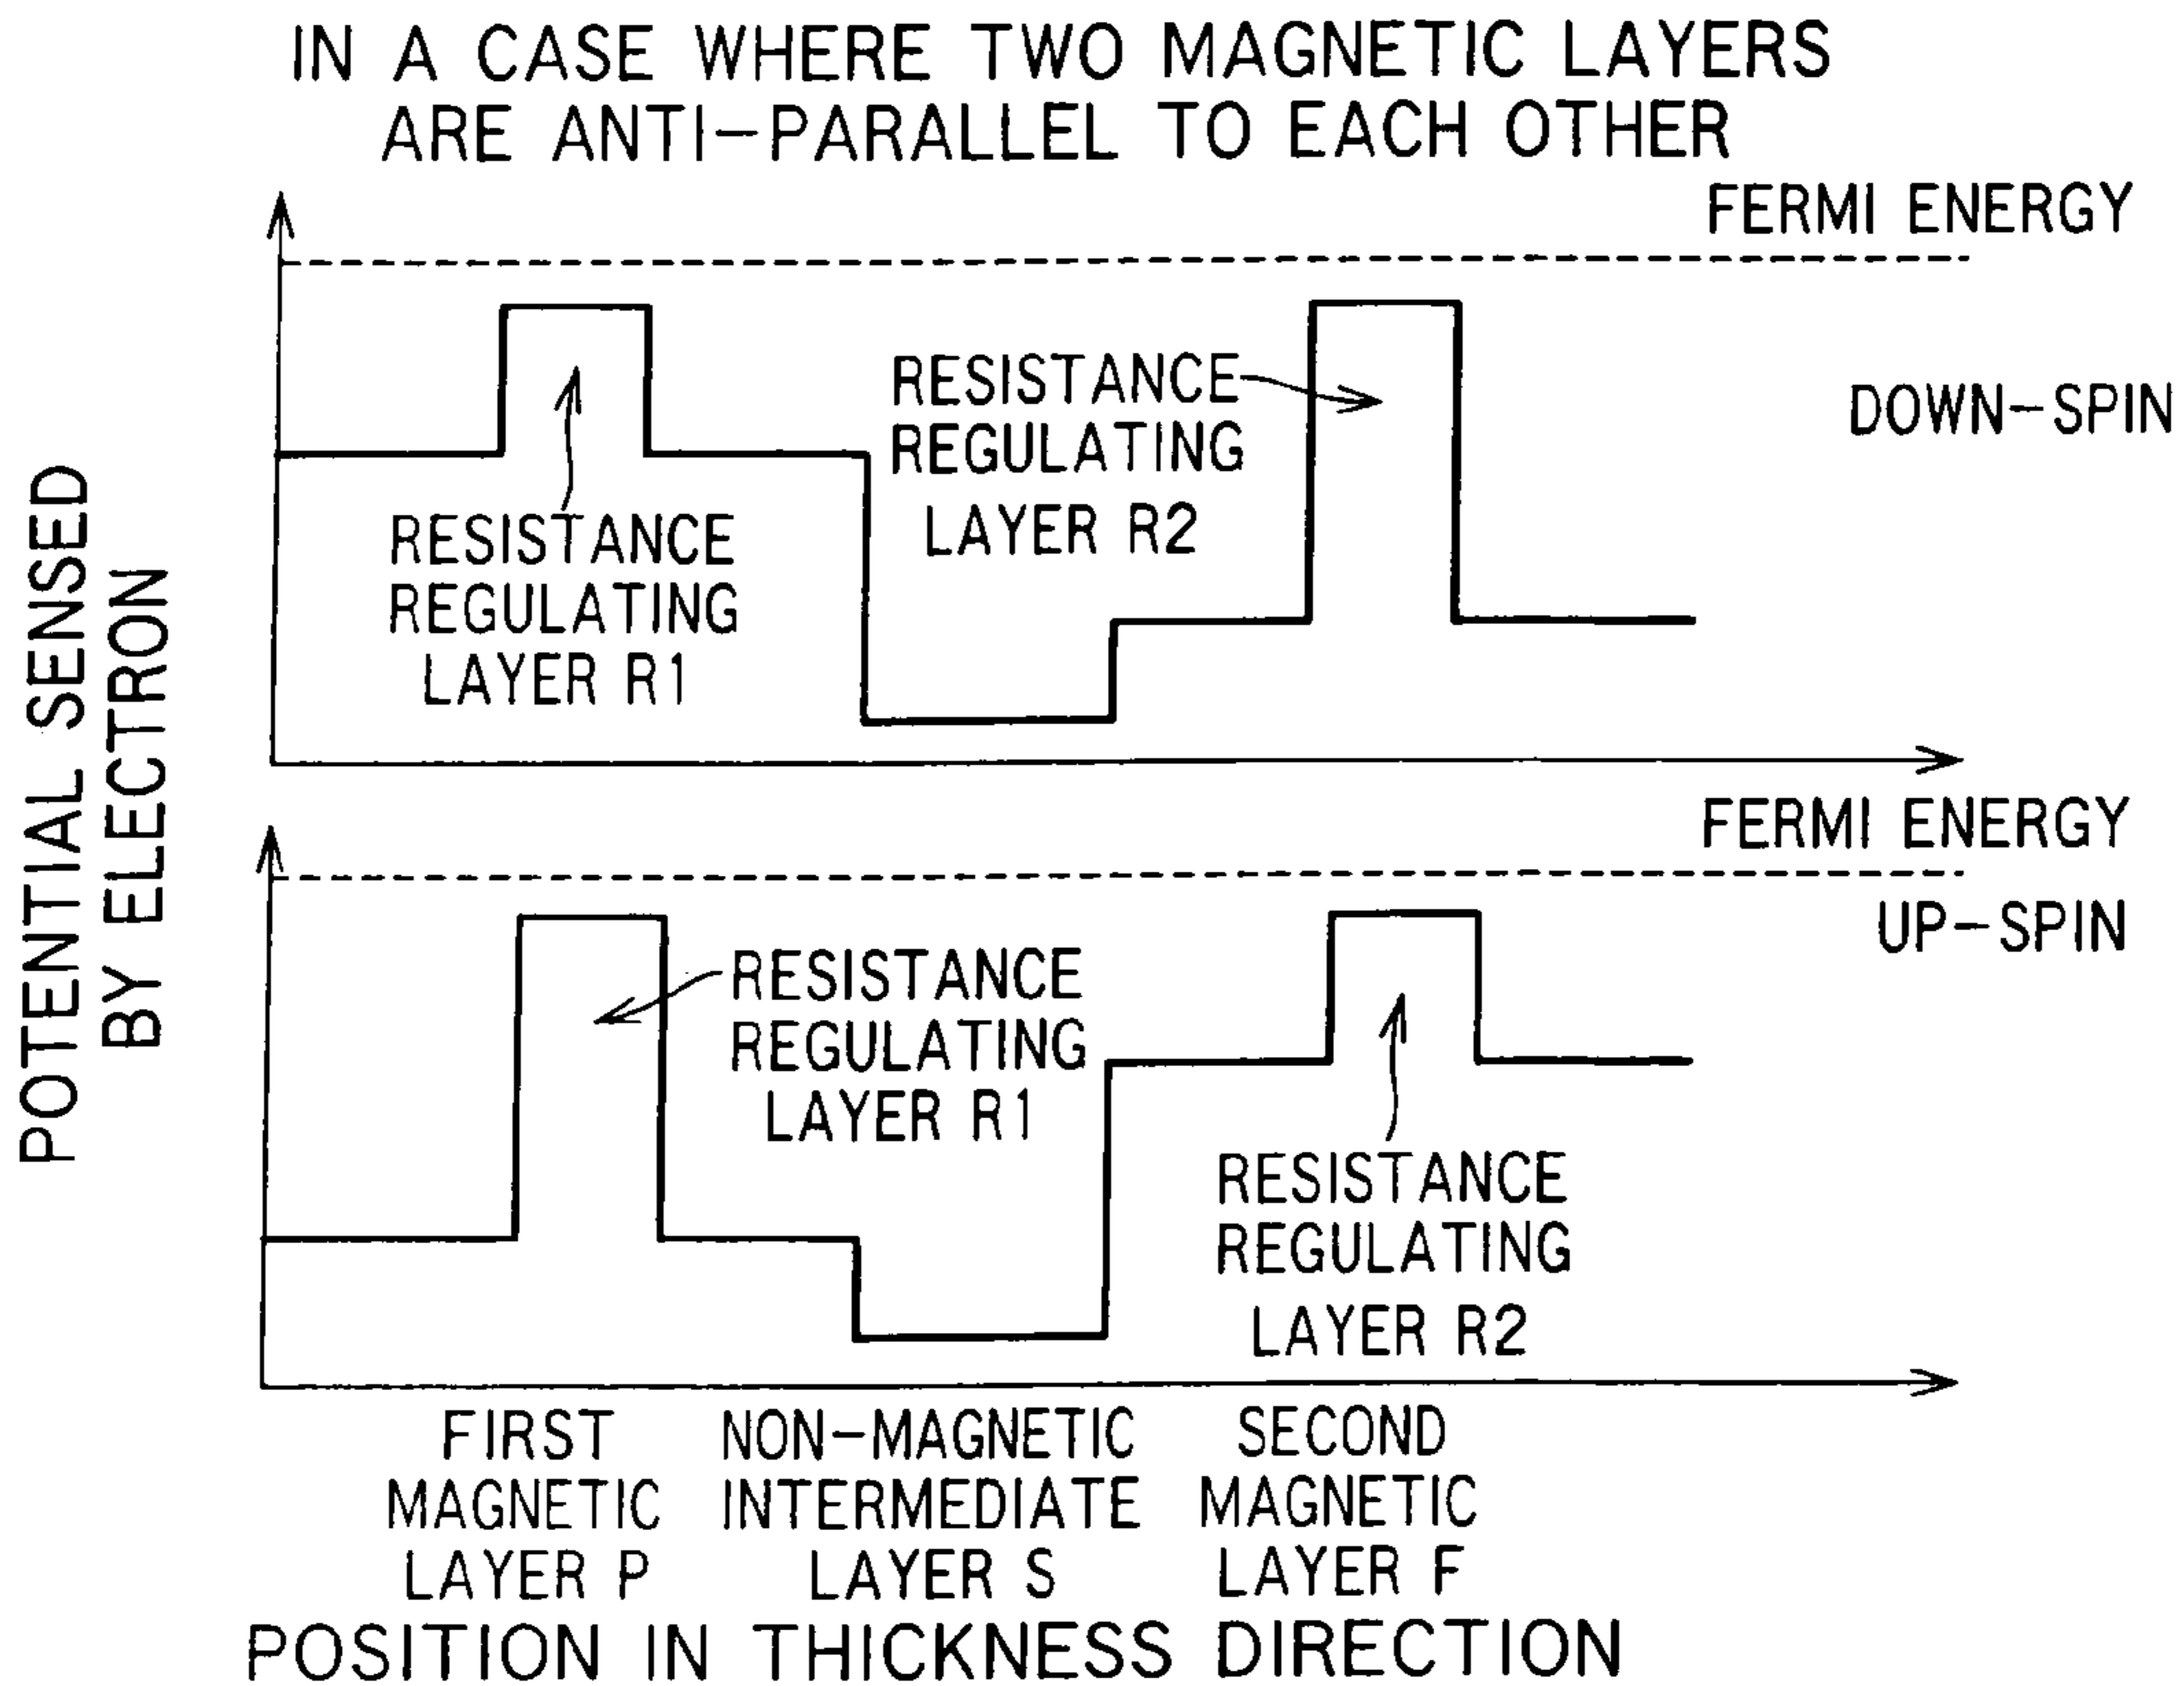 IN A CASE WHERE TWO MAGNETIC LAYERS
ARE ANTI-PARALLEL TO EACH OTHER
FERMI ENERGY
RESISTANCE
REGULATING
LAYER R2
DOWN-SPIN
RESISTANCE
REGULATING
LAYER R1
POTENTIAL SENSED
BY ELECTRON
FERMI ENERGY
UP-SPIN
RESISTANCE
REGULATING
LAYER R1
RESISTANCE
REGULATING
LAYER R2
FIRST
MAGNETIC
LAYER P
NON-MAGNETIC
INTERMEDIATE
LAYER S
SECOND
MAGNETIC
LAYER F
POSITION IN THICKNESS DIRECTION